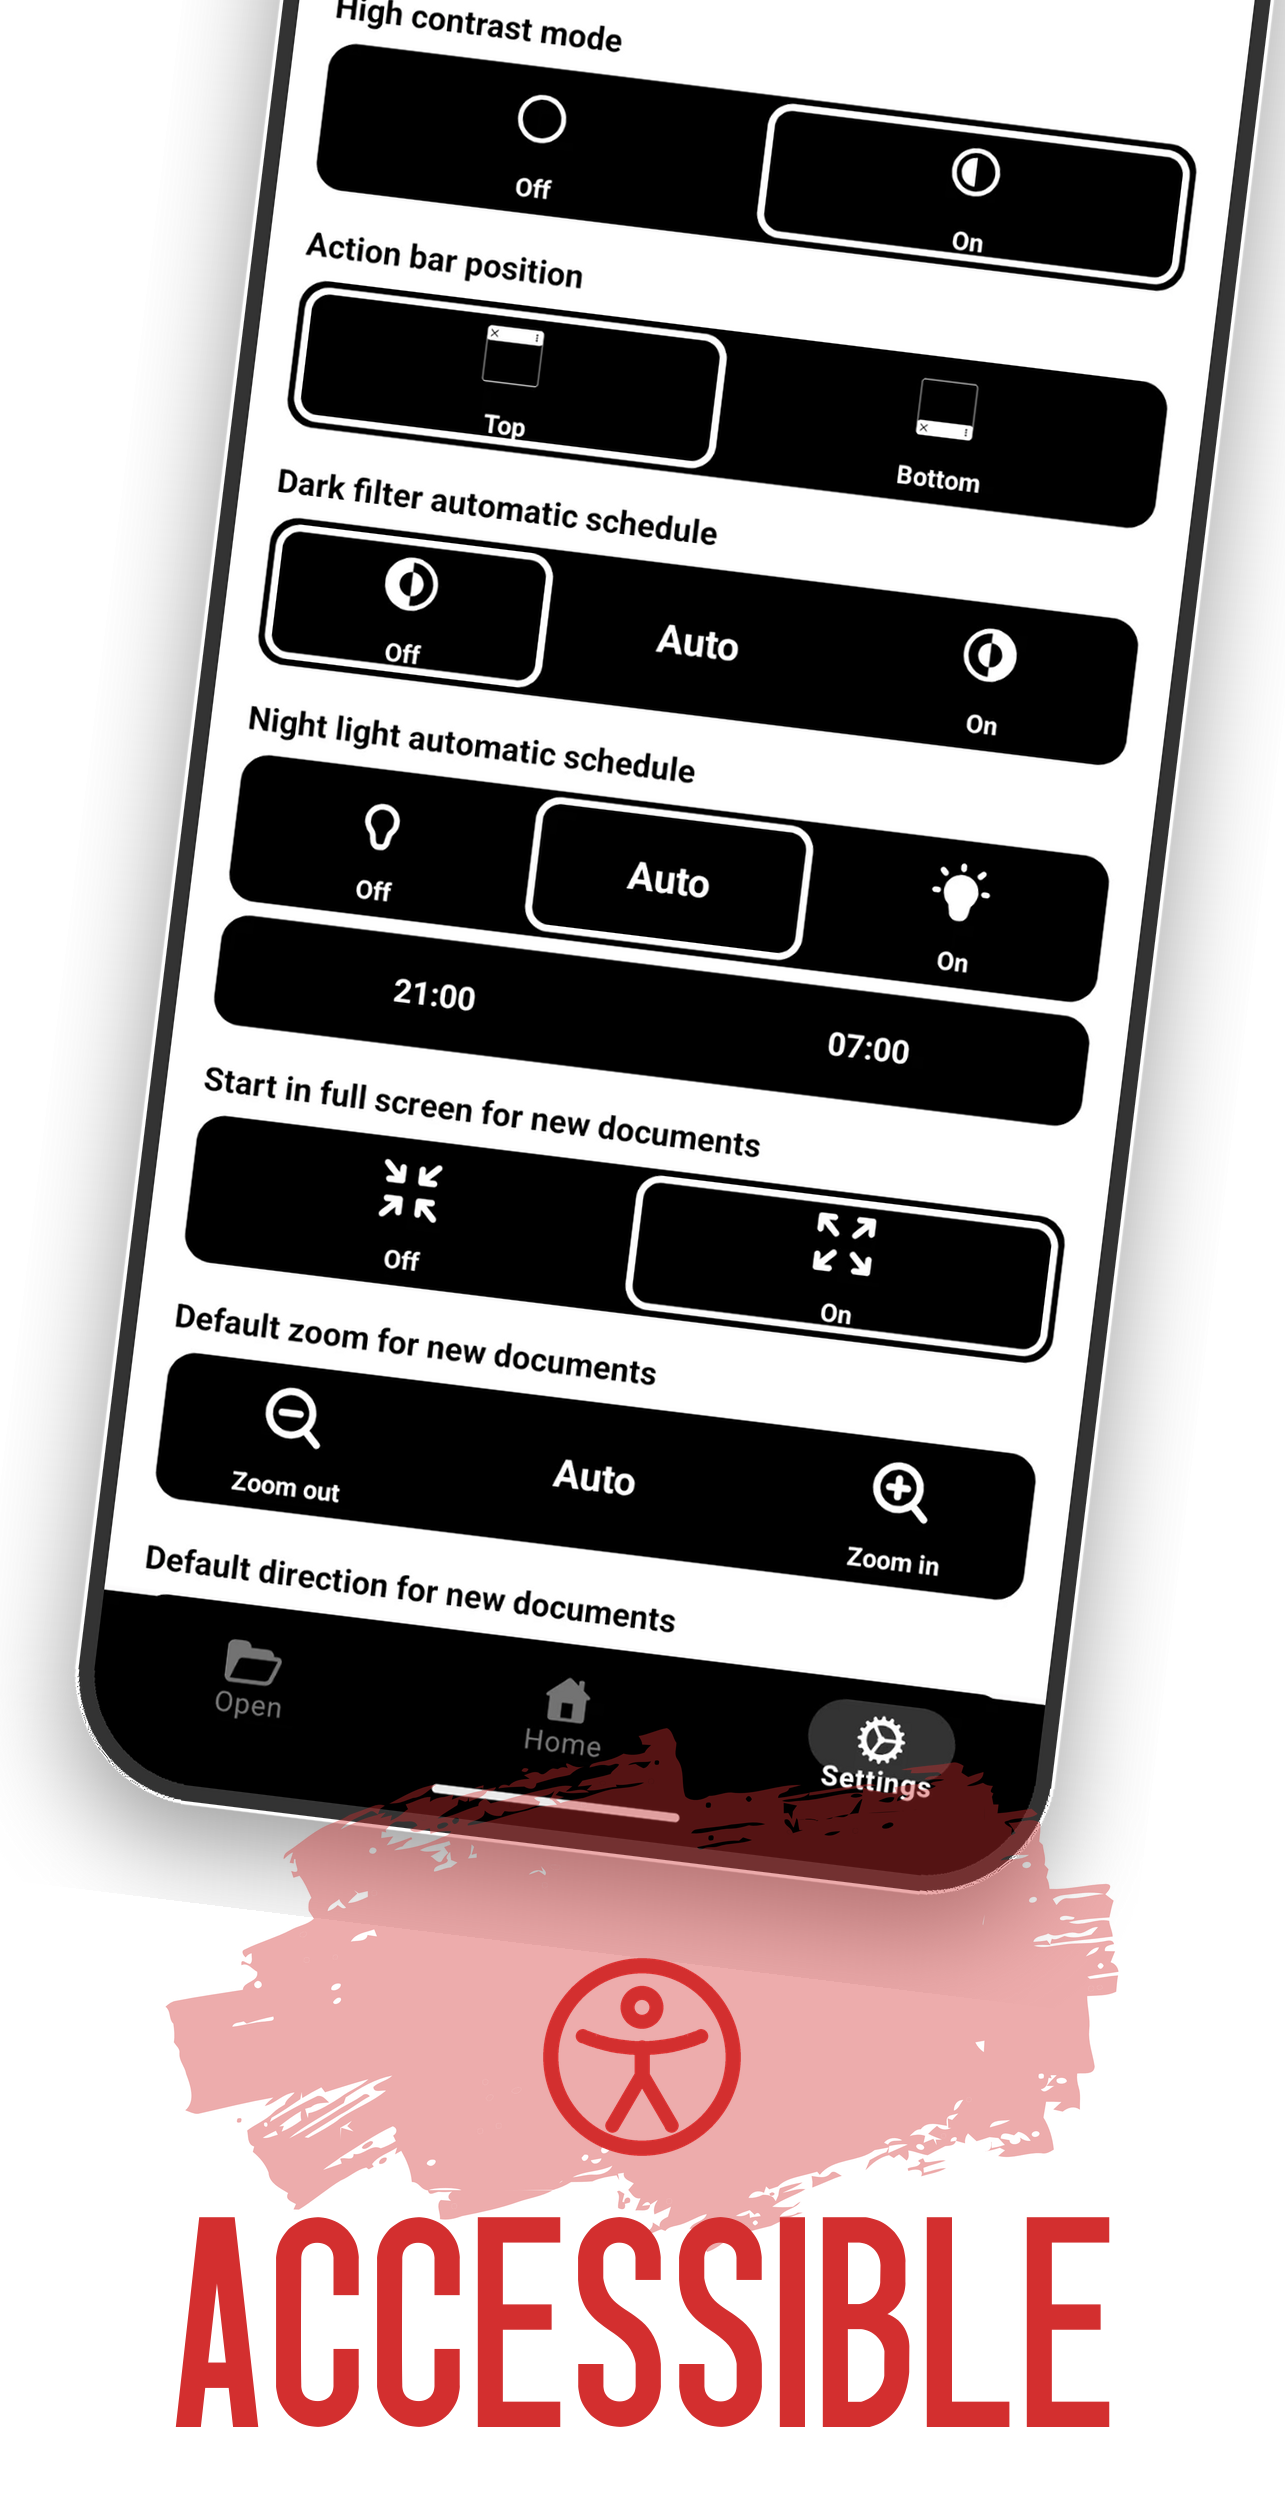 High contrast mode
Off
On
Action bar position
Top
Bottom
Dark filter automatic schedule
Off
Auto
On
Night light automatic schedule
Off
Auto
On
21:00
07:00
Start in full screen for new documents
Off
On
Default zoom for new documents
Zoom out
Auto
Zoom in
Default direction for new documents
Open
Home
Settings
ACCESSIBLE